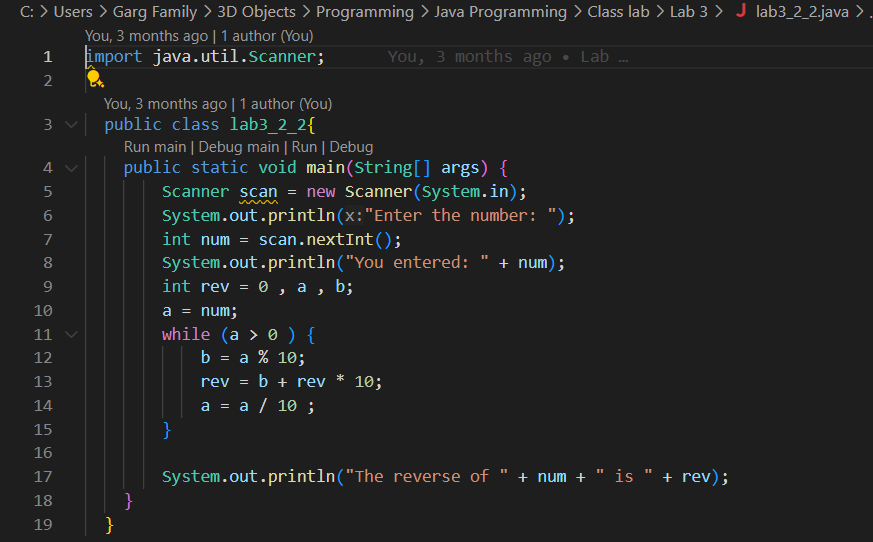 C: > Users > Garg Family > 3D Objects > Programming > Java Programming > Class lab > Lab 3 > J lab3_2_2.java > .
You, 3 months ago | 1 author (You)
1 import java.util.Scanner; You, 3 months ago • Lab …
2
You, 3 months ago | 1 author (You)
3 public class lab3_2_2{
Run main | Debug main | Run | Debug
4 public static void main(String[] args) {
5 Scanner scan = new Scanner(System.in);
6 System.out.println(x:"Enter the number: ");
7 int num = scan.nextInt();
8 System.out.println("You entered: " + num);
9 int rev = 0 , a , b;
10 a = num;
11 while (a > 0 ) {
12 b = a % 10;
13 rev = b + rev * 10;
14 a = a / 10 ;
15 }
16
17 System.out.println("The reverse of " + num + " is " + rev);
18 }
19 }